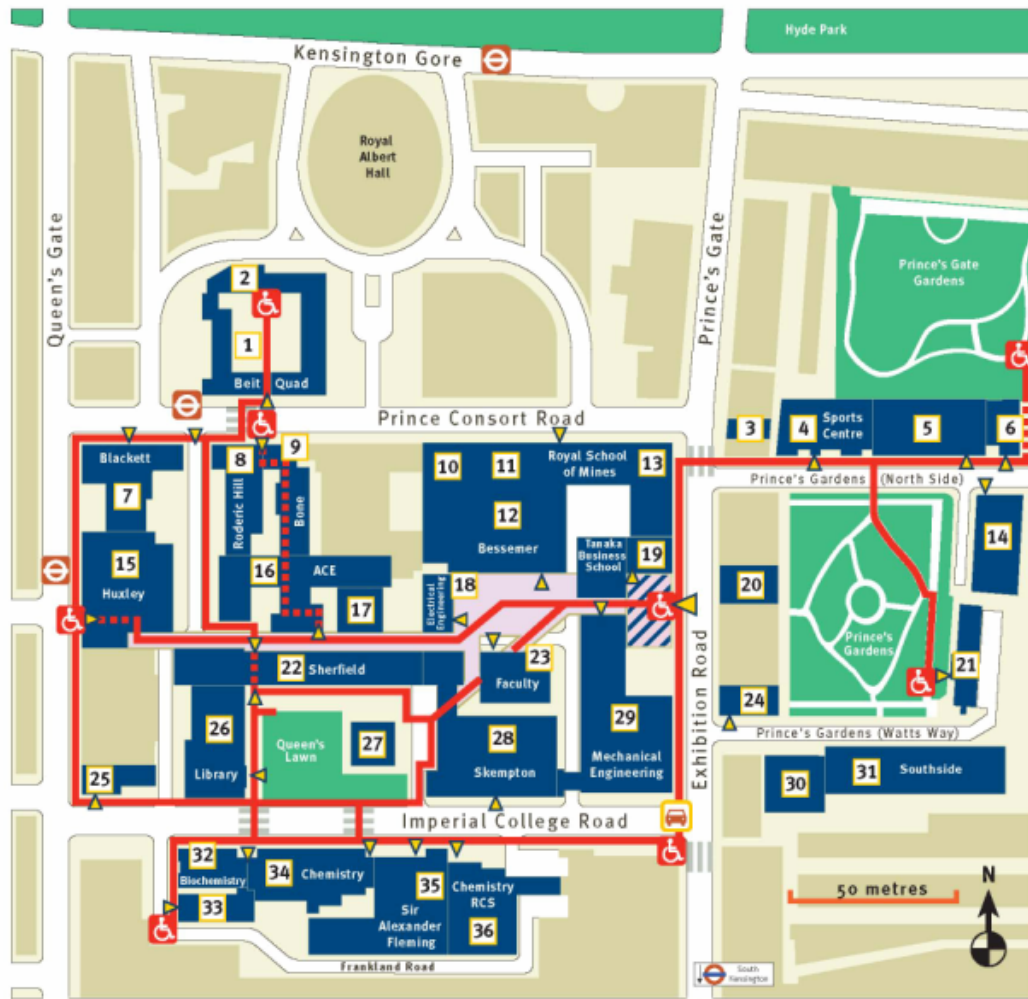 Hyde Park
Kensington Gore
Royal
Albert
Hall
Queen's Gate
Prince's Gate
Prince's Gate
Gardens
2
1
Beit Quad
Prince Consort Road
3
4
Sports
Centre
5
6
Prince's Gardens (North Side)
Blackett
7
8
9
Roderic Hill
Bone
10
11
Royal School
of Mines
13
12
Bessemer
Tanaka
Business
School
19
14
15
Huxley
16
ACE
17
18
Electrical
Engineering
20
Prince's
Gardens
21
22
Sherfield
23
Faculty
24
Exhibition Road
Prince's Gardens (Watts Way)
26
Library
Queen's
Lawn
27
28
Skempton
29
Mechanical
Engineering
25
30
31
Southside
Imperial College Road
32
Biochemistry
33
34
Chemistry
35
Sir
Alexander
Fleming
Chemistry
RCS
36
Frankland Road
50 metres
N
South
Kensington